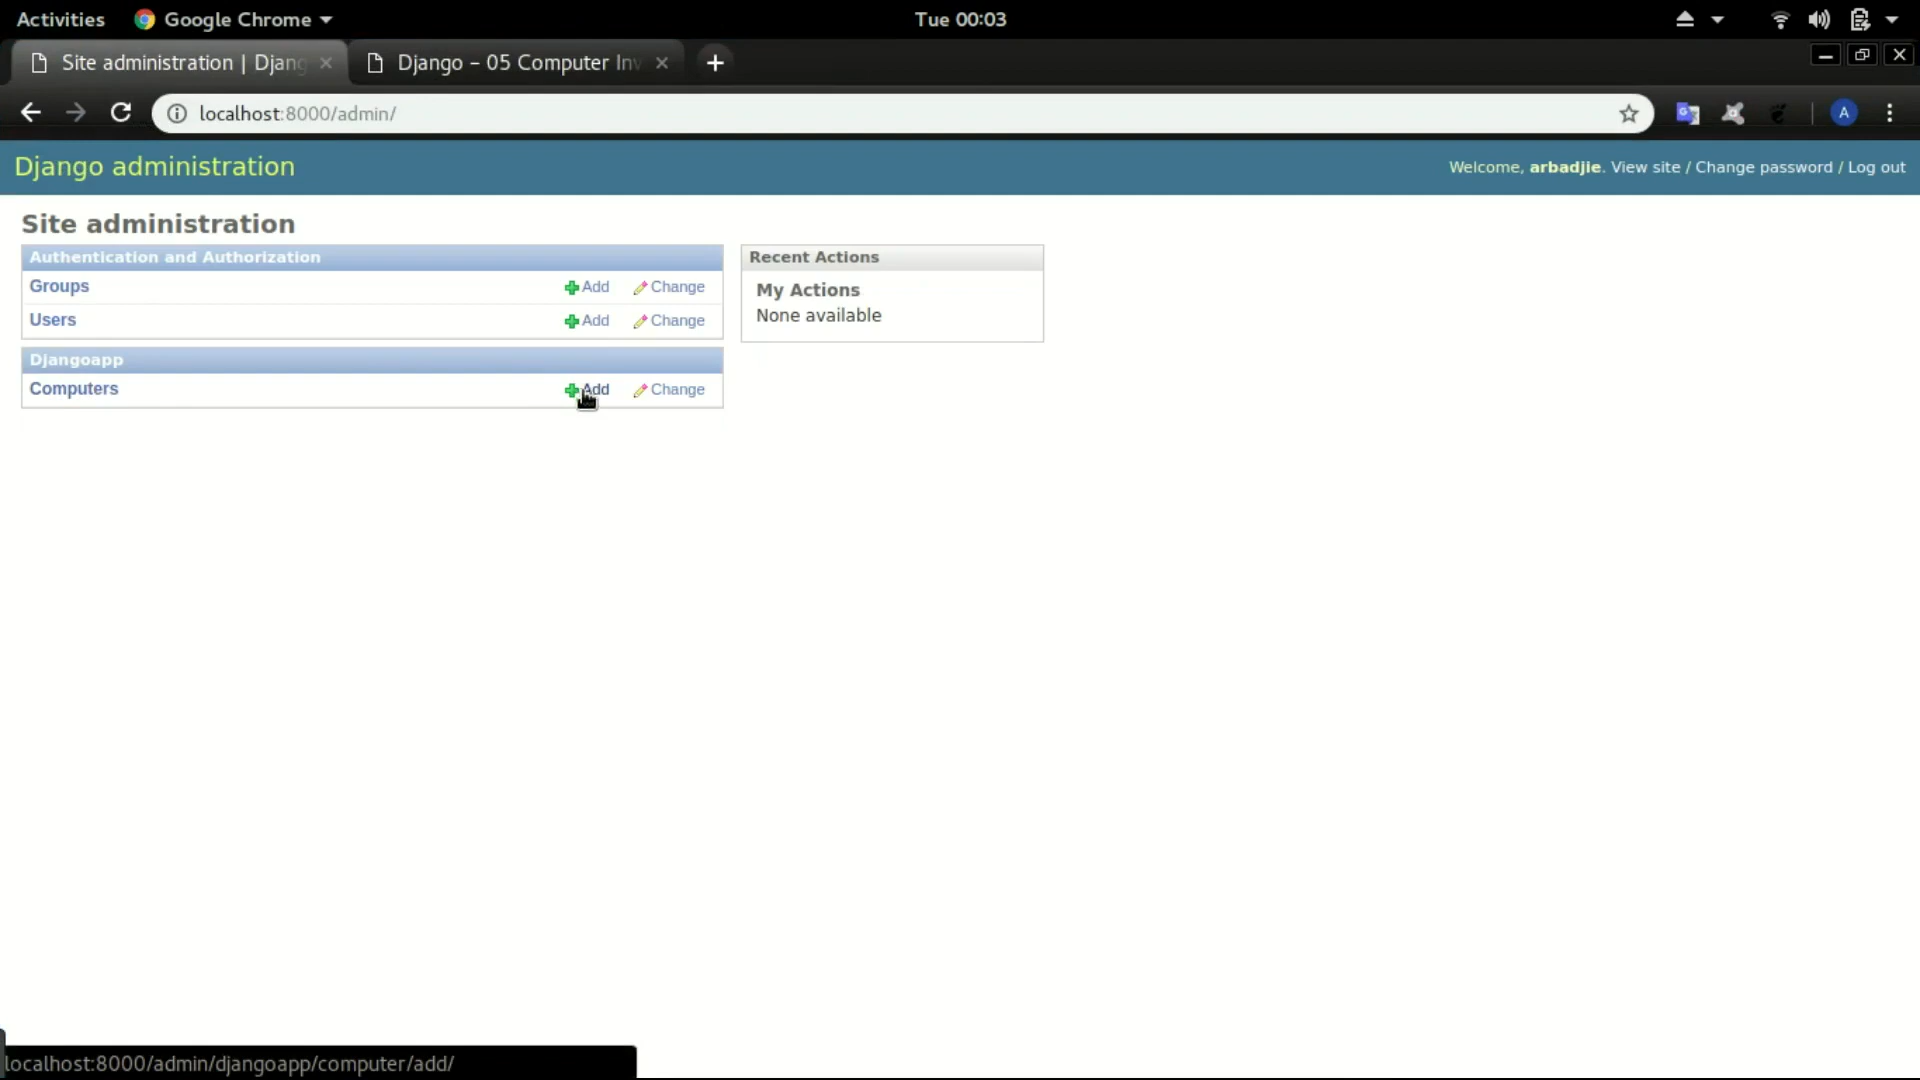 Activities Google Chrome Tue 00:03
Site administration | Djang Django – 05 Computer Inv
localhost:8000/admin/ A
Django administration Welcome, arbadjie. View site / Change password / Log out
Site administration
Authentication and Authorization
Groups Add Change
Users Add Change
Djangoapp
Computers Add Change
Recent Actions
My Actions
None available
localhost:8000/admin/djangoapp/computer/add/